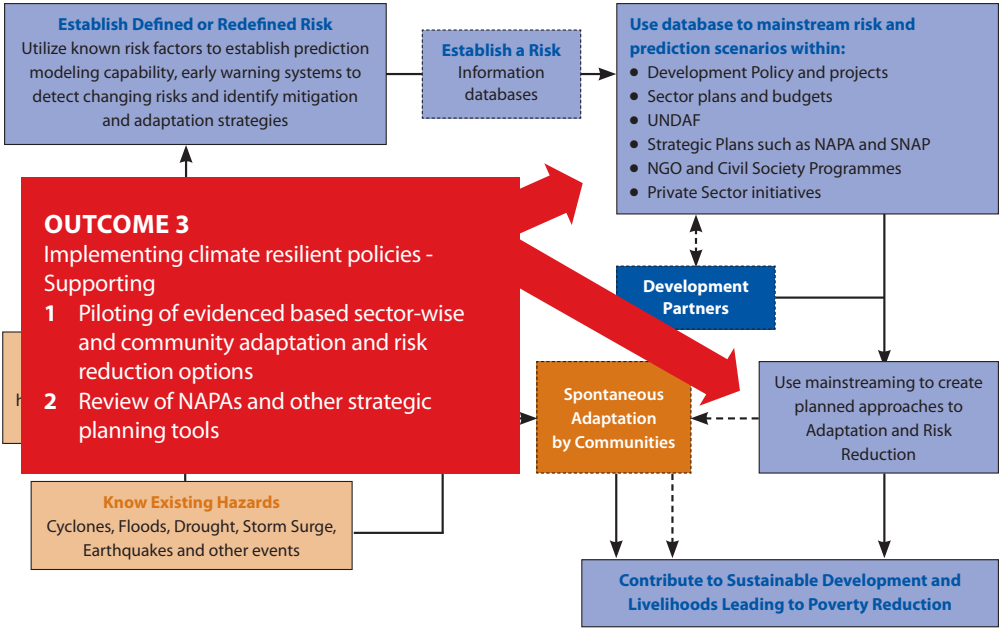 Establish Defined or Redefined Risk
Utilize known risk factors to establish prediction
modeling capability, early warning systems to
detect changing risks and identify mitigation
and adaptation strategies
Establish a Risk
Information
databases
Use database to mainstream risk and
prediction scenarios within:
● Development Policy and projects
● Sector plans and budgets
● UNDAF
● Strategic Plans such as NAPA and SNAP
● NGO and Civil Society Programmes
● Private Sector initiatives
OUTCOME 3
Implementing climate resilient policies -
Supporting
1 Piloting of evidenced based sector-wise
and community adaptation and risk
reduction options
2 Review of NAPAs and other strategic
planning tools
Development
Partners
Spontaneous
Adaptation
by Communities
Use mainstreaming to create
planned approaches to
Adaptation and Risk
Reduction
Know Existing Hazards
Cyclones, Floods, Drought, Storm Surge,
Earthquakes and other events
Contribute to Sustainable Development and
Livelihoods Leading to Poverty Reduction